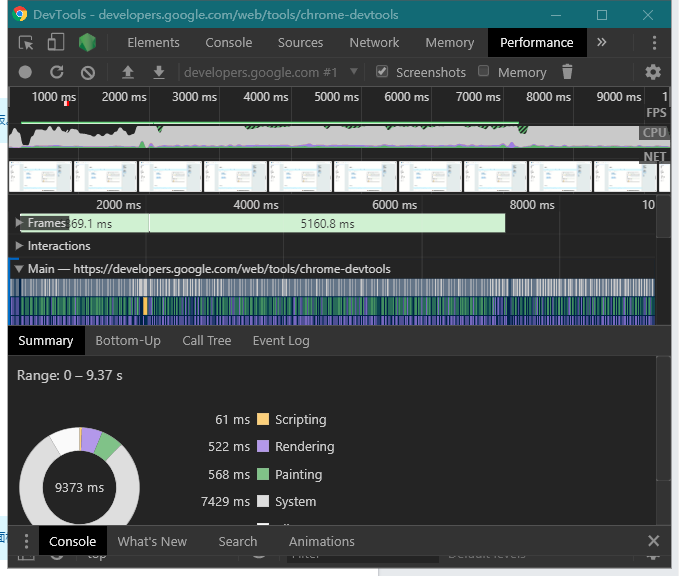 DevTools - developers.google.com/web/tools/chrome-devtools
Elements Console Sources Network Memory Performance »
developers.google.com #1 Screenshots Memory
1000 ms 2000 ms 3000 ms 4000 ms 5000 ms 6000 ms 7000 ms 8000 ms 9000 ms 1
FPS
CPU
NET
2000 ms 4000 ms 6000 ms 8000 ms 10
Frames 69.1 ms 5160.8 ms
Interactions
Main — https://developers.google.com/web/tools/chrome-devtools
Summary Bottom-Up Call Tree Event Log
Range: 0 – 9.37 s
61 ms Scripting
522 ms Rendering
568 ms Painting
9373 ms
7429 ms System
Console What's New Search Animations
top Filter Default levels